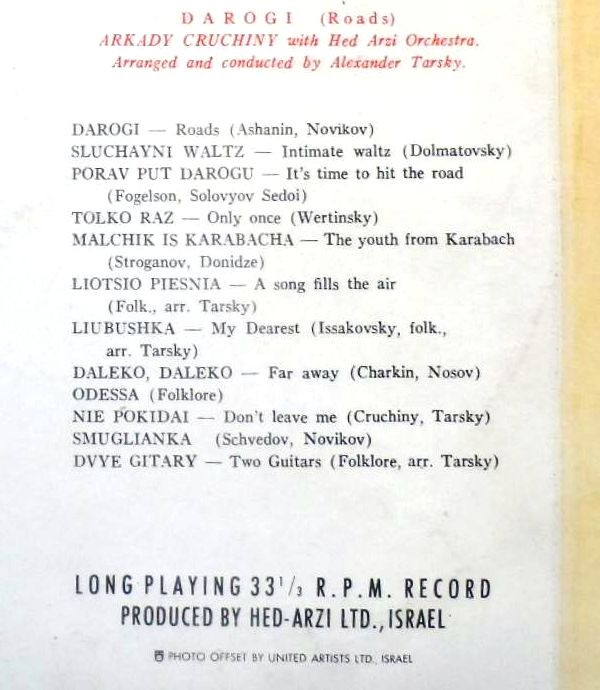 DAROGI (Roads)
ARKADY CRUCHINY with Hed Arzi Orchestra.
Arranged and conducted by Alexander Tarsky.
DAROGI — Roads (Ashanin, Novikov)
SLUCHAYNI WALTZ — Intimate waltz (Dolmatovsky)
PORAV PUT DAROGU — It's time to hit the road
(Fogelson, Solovyov Sedoi)
TOLKO RAZ — Only once (Wertinsky)
MALCHIK IS KARABACHA — The youth from Karabach
(Stroganov, Donidze)
LIOTSIO PIESNIA — A song fills the air
(Folk., arr. Tarsky)
LIUBUSHKA — My Dearest (Issakovsky, folk.,
arr. Tarsky)
DALEKO, DALEKO — Far away (Charkin, Nosov)
ODESSA (Folklore)
NIE POKIDAI — Don't leave me (Cruchiny, Tarsky)
SMUGLIANKA (Schvedov, Novikov)
DVYE GITARY — Two Guitars (Folklore, arr. Tarsky)
LONG PLAYING 33 1/3 R.P.M. RECORD
PRODUCED BY HED-ARZI LTD., ISRAEL
PHOTO OFFSET BY UNITED ARTISTS LTD., ISRAEL